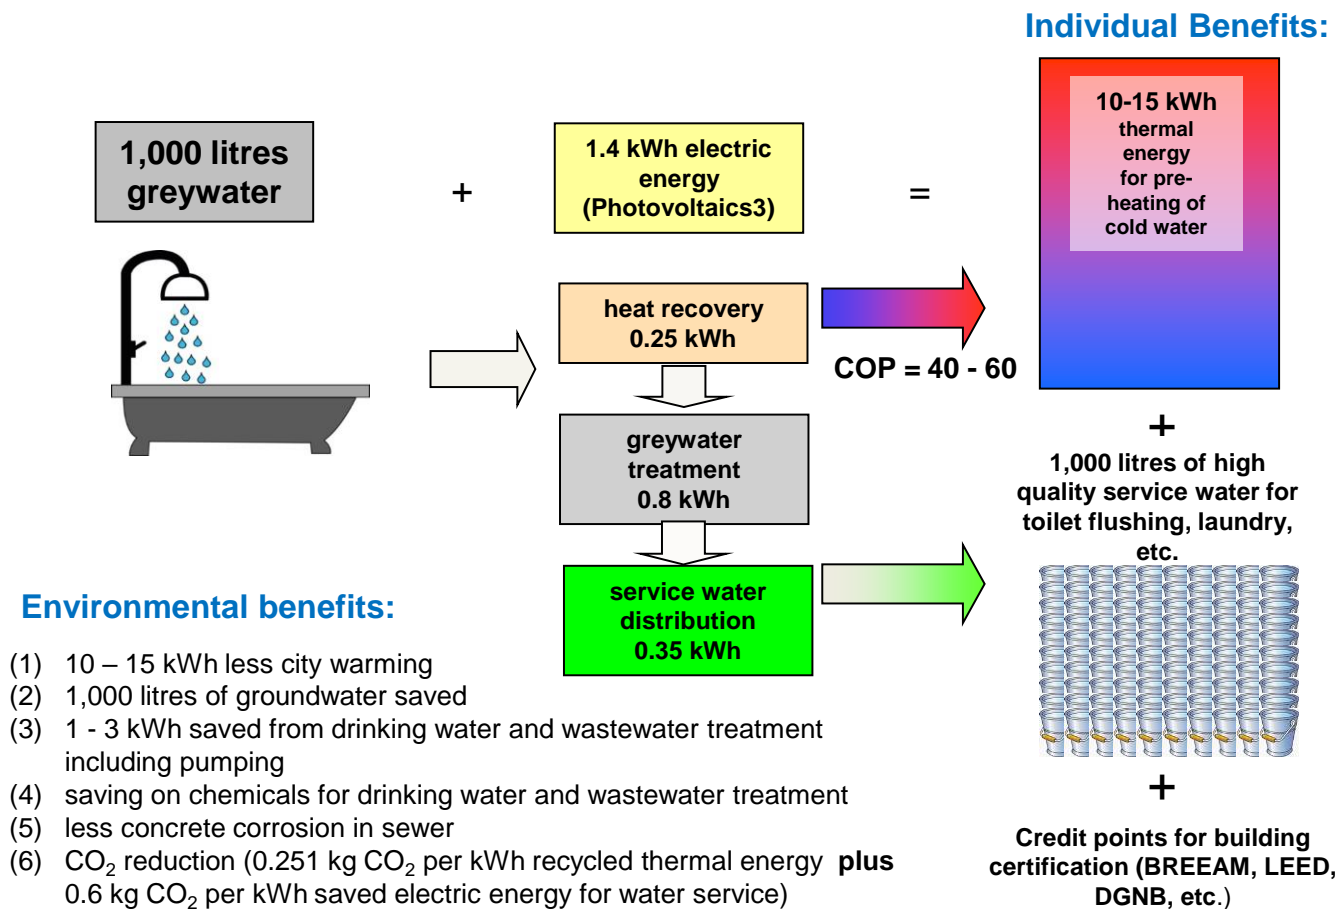 Individual Benefits:
1,000 litres
greywater
+
1.4 kWh electric
energy
(Photovoltaics3)
=
10-15 kWh
thermal
energy
for pre-
heating of
cold water
heat recovery
0.25 kWh
COP = 40 - 60
greywater
treatment
0.8 kWh
service water
distribution
0.35 kWh
+
1,000 litres of high
quality service water for
toilet flushing, laundry,
etc.
+
Credit points for building
certification (BREEAM, LEED,
DGNB, etc.)
Environmental benefits:
(1) 10 – 15 kWh less city warming
(2) 1,000 litres of groundwater saved
(3) 1 - 3 kWh saved from drinking water and wastewater treatment
including pumping
(4) saving on chemicals for drinking water and wastewater treatment
(5) less concrete corrosion in sewer
(6) CO₂ reduction (0.251 kg CO₂ per kWh recycled thermal energy plus
0.6 kg CO₂ per kWh saved electric energy for water service)